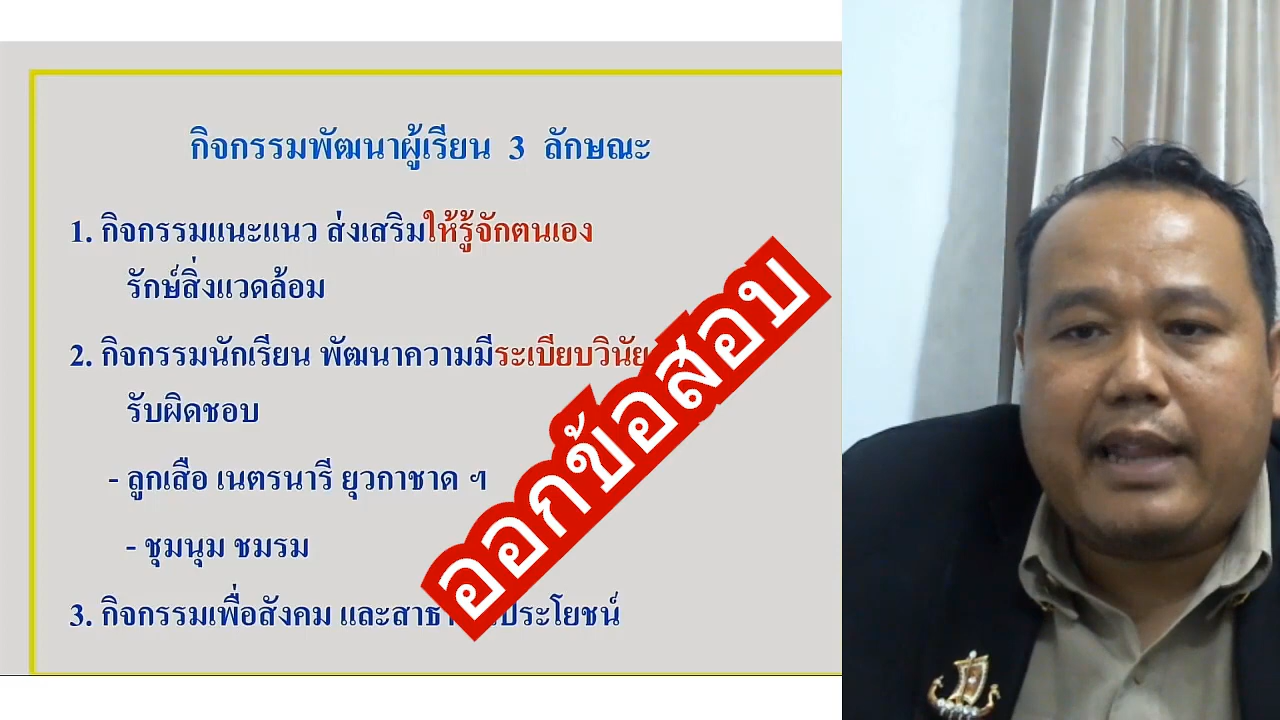 กิจกรรมพัฒนาผู้เรียน 3 ลักษณะ
1. กิจกรรมแนะแนว ส่งเสริมให้รู้จักตนเอง
รักษ์สิ่งแวดล้อม
2. กิจกรรมนักเรียน พัฒนาความมีระเบียบวินัย
รับผิดชอบ
- ลูกเสือ เนตรนารี ยุวกาชาด ฯ
- ชุมนุม ชมรม
3. กิจกรรมเพื่อสังคม และประโยชน์
ออกข้อสอบ